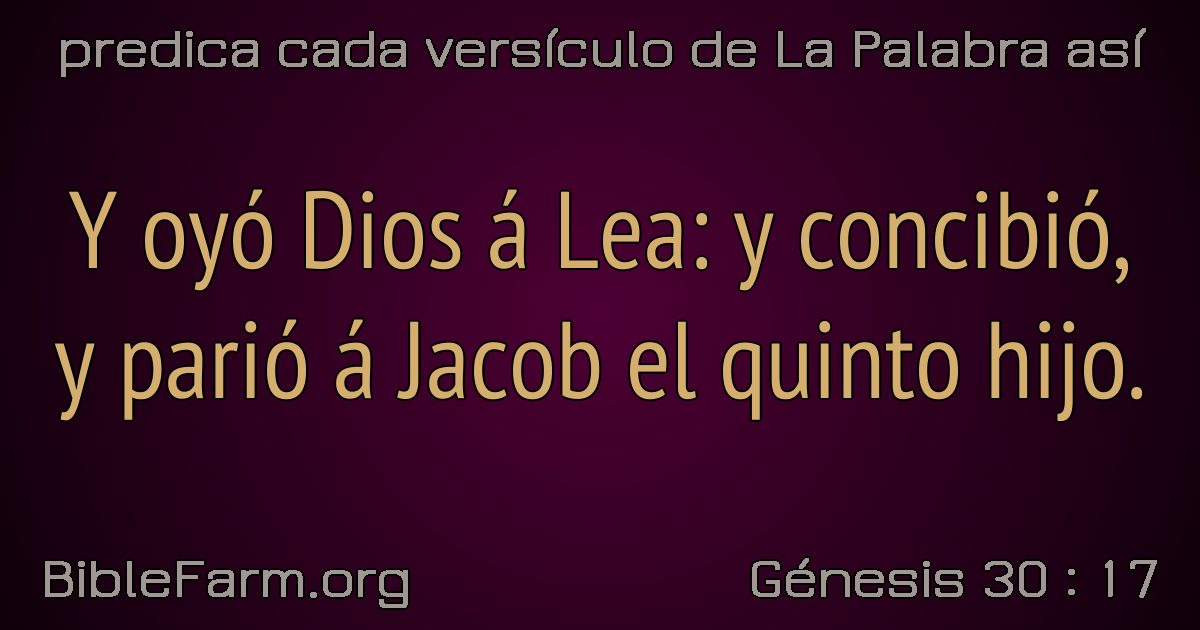 predica cada versículo de La Palabra así
Y oyó Dios á Lea: y concibió,
y parió á Jacob el quinto hijo.
BibleFarm.org
Génesis 30 : 17